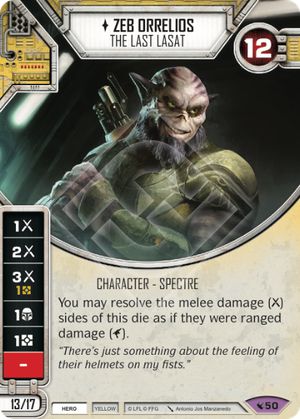 ZEB ORRELIOS
THE LAST LASAT
12
1
2
3
1
1
1
-
13/17
CHARACTER - SPECTRE
You may resolve the melee damage ( )
sides of this die as if they were ranged
damage ( ).
“There's just something about the feeling of
their helmets on my fists.”
HERO
YELLOW
© LFL © FFG
Antonio Jos Manzanedo
50